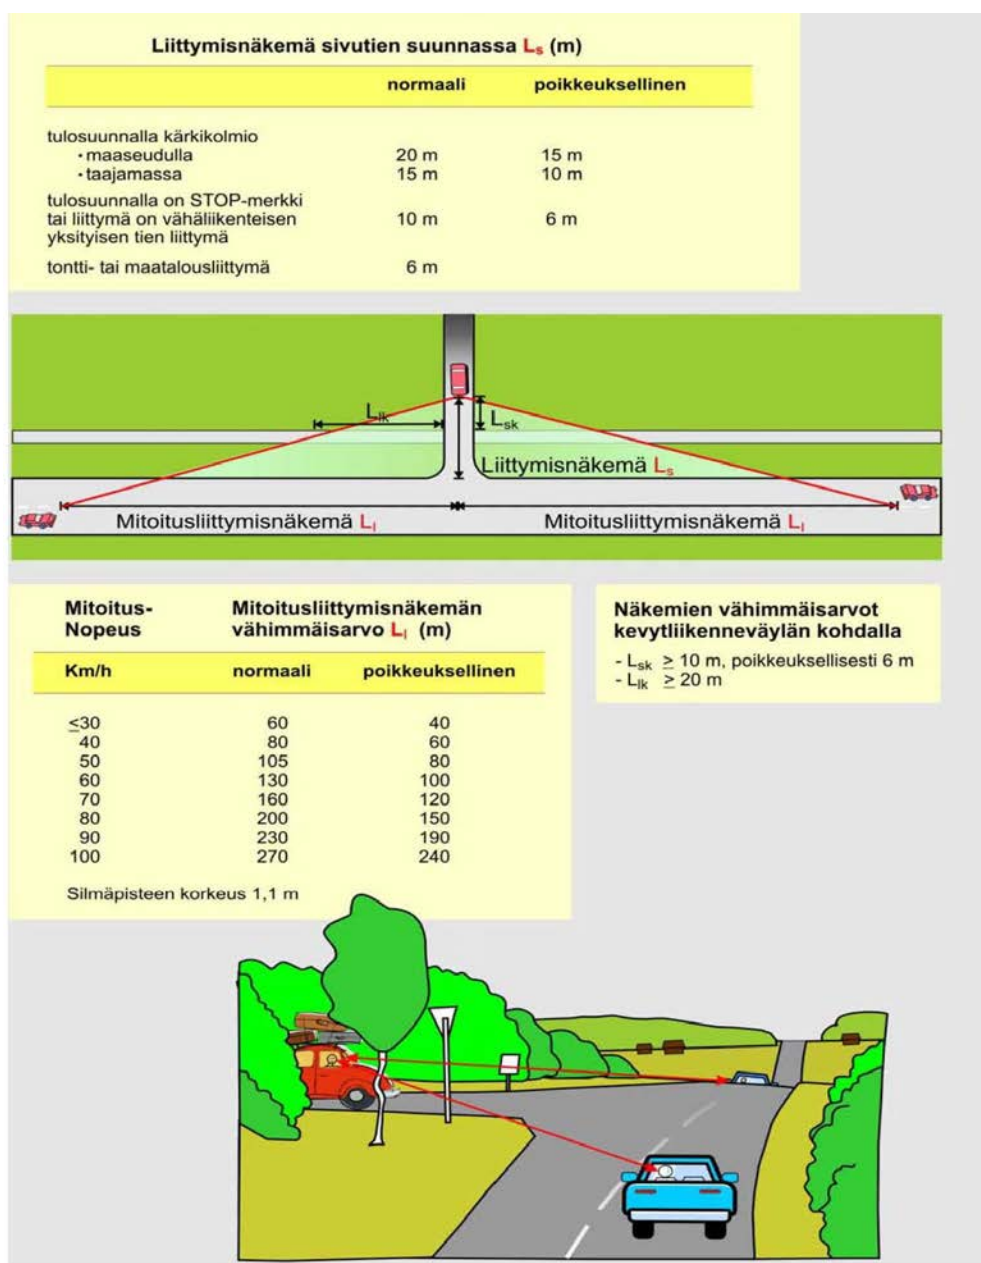 Liittymisnäkemä sivutien suunnassa Ls (m)
normaali poikkeuksellinen
tulosuunnalla kärkikolmio
• maaseudulla 20 m 15 m
• taajamassa 15 m 10 m
tulosuunnalla on STOP-merkki
tai liittymä on vähäliikenteisen 10 m 6 m
yksityisen tien liittymä
tontti- tai maatalousliittymä 6 m
Llk
Lsk
Liittymisnäkemä Ls
Mitoitusliittymisnäkemä Ll Mitoitusliittymisnäkemä Ll
Mitoitus- Mitoitusliittymisnäkemän
Nopeus vähimmäisarvo Ll (m)
Km/h normaali poikkeuksellinen
≤30 60 40
40 80 60
50 105 80
60 130 100
70 160 120
80 200 150
90 230 190
100 270 240
Silmäpisteen korkeus 1,1 m
Näkemien vähimmäisarvot
kevytliikenneväylän kohdalla
- Lsk ≥ 10 m, poikkeuksellisesti 6 m
- Llk ≥ 20 m